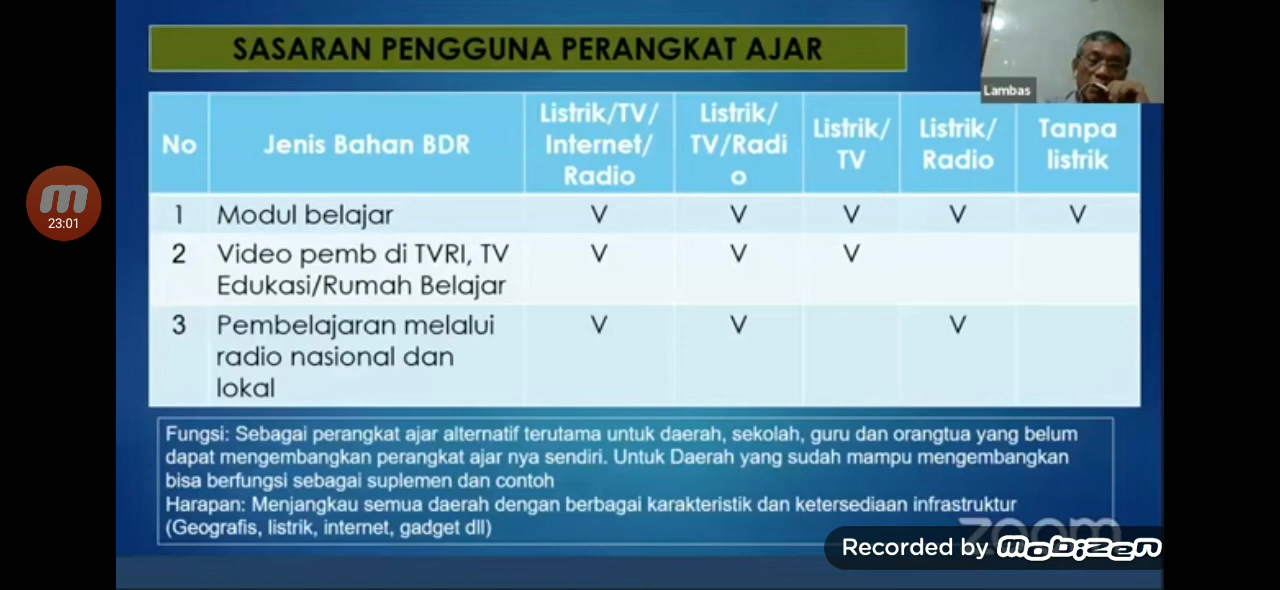 SASARAN PENGGUNA PERANGKAT AJAR
Lambas
No
Jenis Bahan BDR
Listrik/TV/
Internet/
Radio
Listrik/
TV/Radi
o
Listrik/
TV
Listrik/
Radio
Tanpa
listrik
23:01
1 Modul belajar V V V V V
2 Video pemb di TVRI, TV V V V
Edukasi/Rumah Belajar
3 Pembelajaran melalui V V V
radio nasional dan
lokal
Fungsi: Sebagai perangkat ajar alternatif terutama untuk daerah, sekolah, guru dan orangtua yang belum
dapat mengembangkan perangkat ajar nya sendiri. Untuk Daerah yang sudah mampu mengembangkan
bisa berfungsi sebagai suplemen dan contoh
Harapan: Menjangkau semua daerah dengan berbagai karakteristik dan ketersediaan infrastruktur
(Geografis, listrik, internet, gadget dll)
zoom
Recorded by mobizen